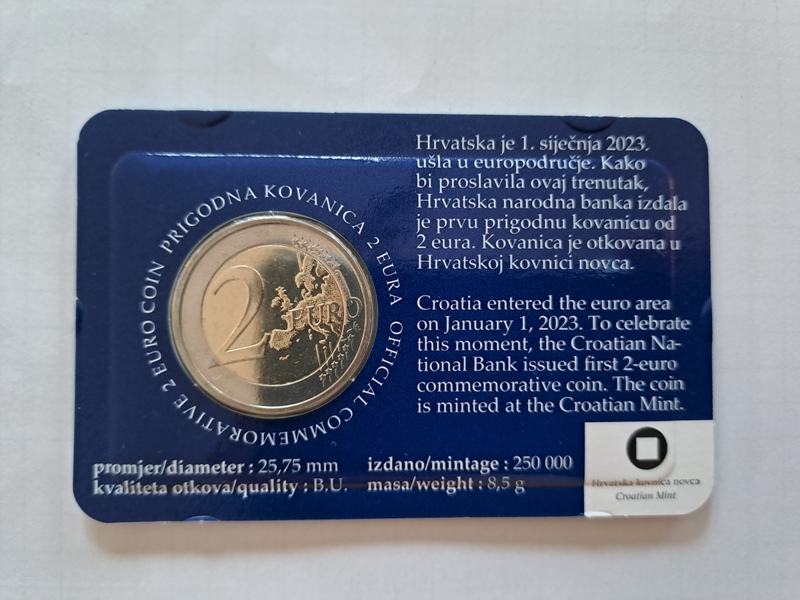 PRIGODNA KOVANICA 2 EURA OFFICIAL COMMEMORATIVE 2 EURO COIN
2
EURO
Hrvatska je 1. siječnja 2023.
ušla u europodručje. Kako
bi proslavila ovaj trenutak,
Hrvatska narodna banka izdala
je prvu prigodnu kovanicu od
2 eura. Kovanica je otkovana u
Hrvatskoj kovnici novca.
Croatia entered the euro area
on January 1, 2023. To celebrate
this moment, the Croatian Na-
tional Bank issued first 2-euro
commemorative coin. The coin
is minted at the Croatian Mint.
promjer/diameter : 25,75 mm
kvaliteta otkova/quality : B.U.
izdano/mintage : 250 000
masa/weight : 8,5 g
Hrvatska kovnica novca
Croatian Mint